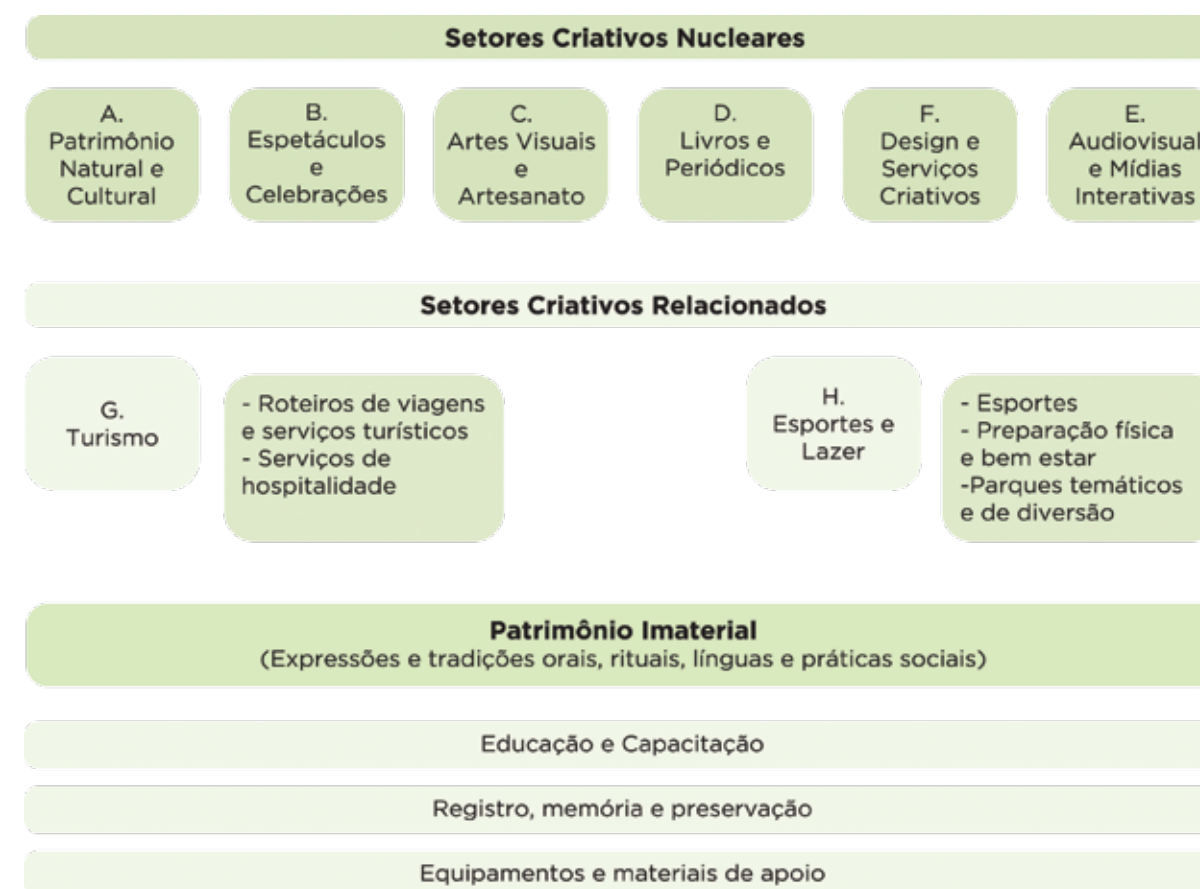 Setores Criativos Nucleares
A.
Patrimônio
Natural e
Cultural
B.
Espetáculos
e
Celebrações
C.
Artes Visuais
e
Artesanato
D.
Livros e
Periódicos
F.
Design e
Serviços
Criativos
E.
Audiovisual
e Mídias
Interativas
Setores Criativos Relacionados
G.
Turismo
- Roteiros de viagens
e serviços turísticos
- Serviços de
hospitalidade
H.
Esportes e
Lazer
- Esportes
- Preparação física
e bem estar
-Parques temáticos
e de diversão
Patrimônio Imaterial
(Expressões e tradições orais, rituais, línguas e práticas sociais)
Educação e Capacitação
Registro, memória e preservação
Equipamentos e materiais de apoio